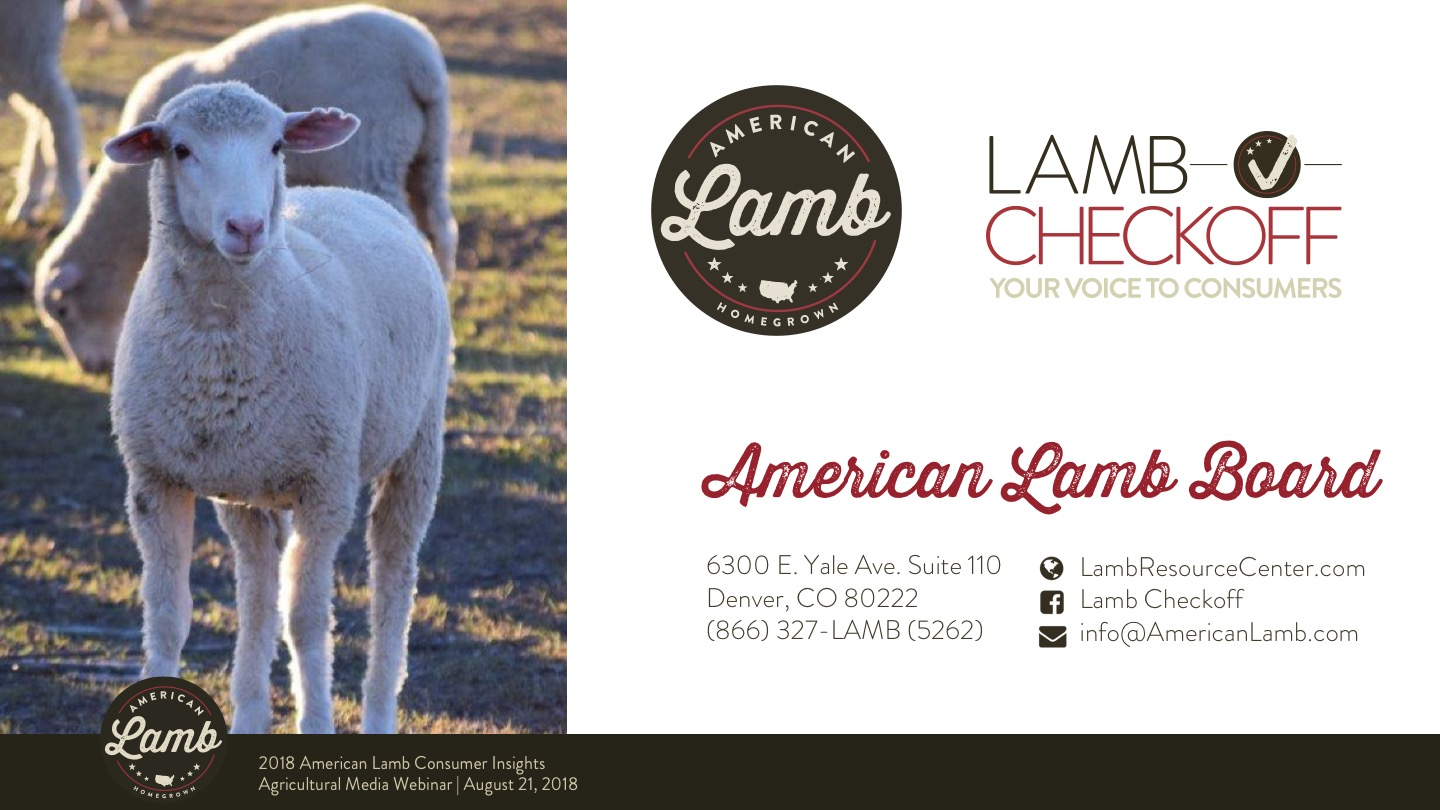 AMERICAN
Lamb
HOMEGROWN
LAMB
CHECKOFF
YOUR VOICE TO CONSUMERS
American Lamb Board
6300 E. Yale Ave. Suite 110
Denver, CO 80222
(866) 327-LAMB (5262)
LambResourceCenter.com
Lamb Checkoff
info@AmericanLamb.com
AMERICAN
Lamb
HOMEGROWN
2018 American Lamb Consumer Insights
Agricultural Media Webinar | August 21, 2018